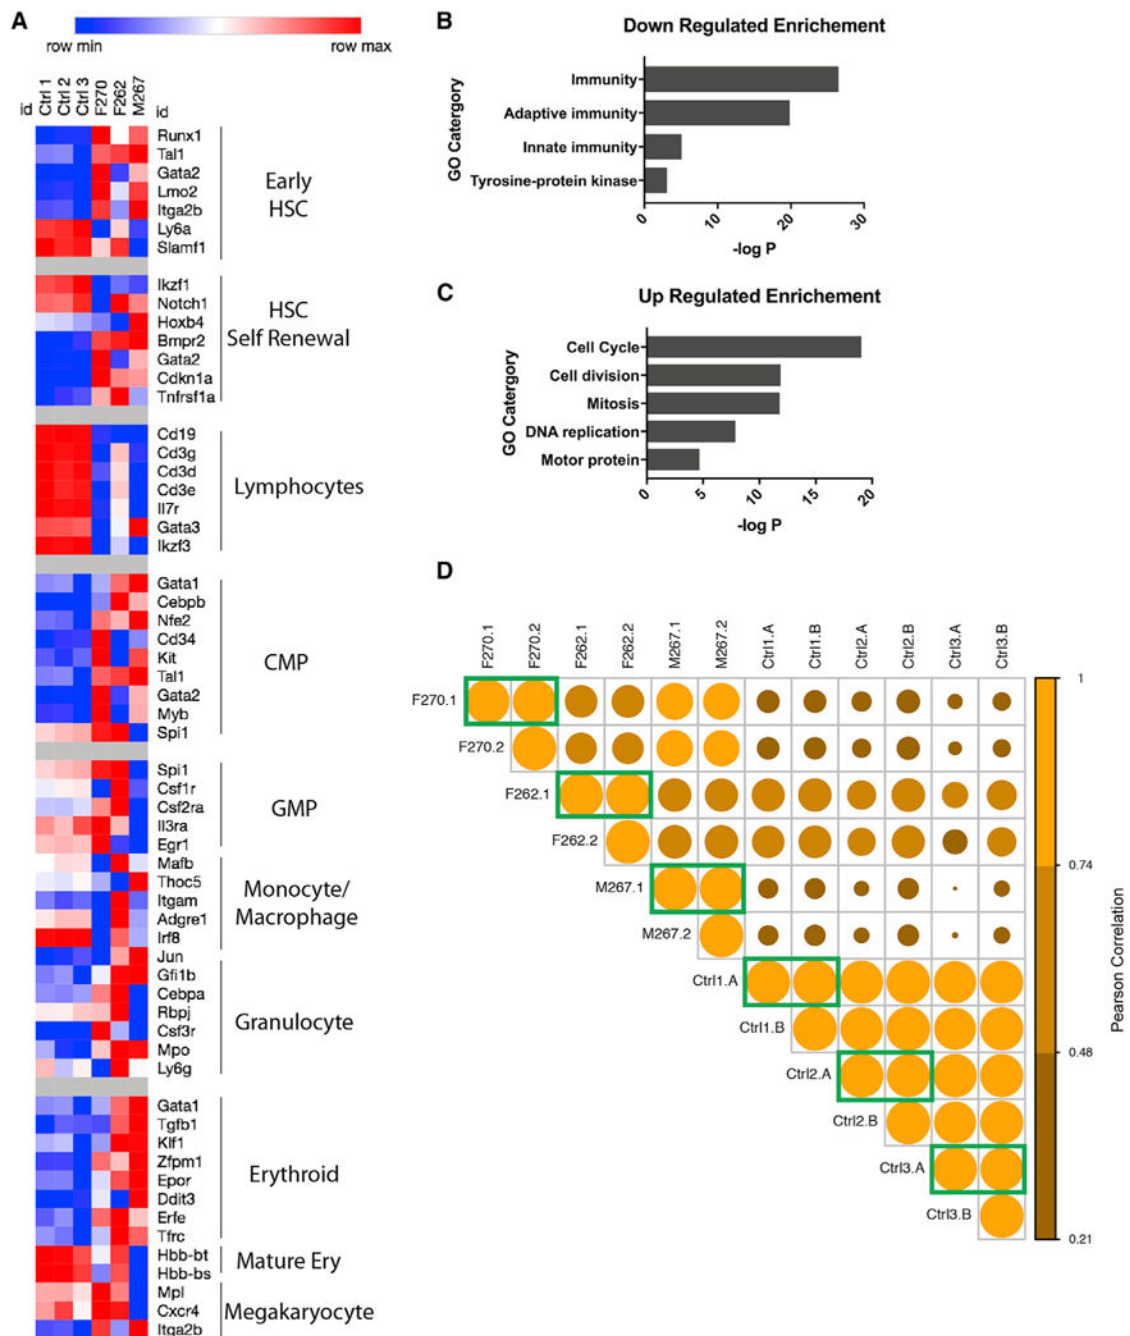 A
row min
row max
id
Ctrl 1
Ctrl 2
Ctrl 3
F270
F262
M267
id
Runx1
Tal1
Gata2
Lmo2
Itga2b
Ly6a
Slamf1
Early
HSC
Ikzf1
Notch1
Hoxb4
Bmpr2
Gata2
Cdkn1a
Tnfrsf1a
HSC
Self Renewal
Cd19
Cd3g
Cd3d
Cd3e
Il7r
Gata3
Ikzf3
Lymphocytes
Gata1
Cebpb
Nfe2
Cd34
Kit
Tal1
Gata2
Myb
Spi1
CMP
Spi1
Csf1r
Csf2ra
Il3ra
Egr1
GMP
Mafb
Thoc5
Itgam
Adgre1
Irf8
Monocyte/
Macrophage
Jun
Gfi1b
Cebpa
Rbpj
Csf3r
Mpo
Ly6g
Granulocyte
Gata1
Tgfb1
Klf1
Zfpm1
Epor
Ddit3
Erfe
Tfrc
Erythroid
Hbb-bt
Hbb-bs
Mature Ery
Mpl
Cxcr4
Itga2b
Megakaryocyte
B
Down Regulated Enrichement
GO Catergory
Immunity
Adaptive immunity
Innate immunity
Tyrosine-protein kinase
0
10
20
30
-log P
C
Up Regulated Enrichement
GO Catergory
Cell Cycle
Cell division
Mitosis
DNA replication
Motor protein
0
5
10
15
20
-log P
D
F270.1
F270.2
F262.1
F262.2
M267.1
M267.2
Ctrl1.A
Ctrl1.B
Ctrl2.A
Ctrl2.B
Ctrl3.A
Ctrl3.B
F270.1
F270.2
F262.1
F262.2
M267.1
M267.2
Ctrl1.A
Ctrl1.B
Ctrl2.A
Ctrl2.B
Ctrl3.A
Ctrl3.B
1
0.74
0.48
0.21
Pearson Correlation